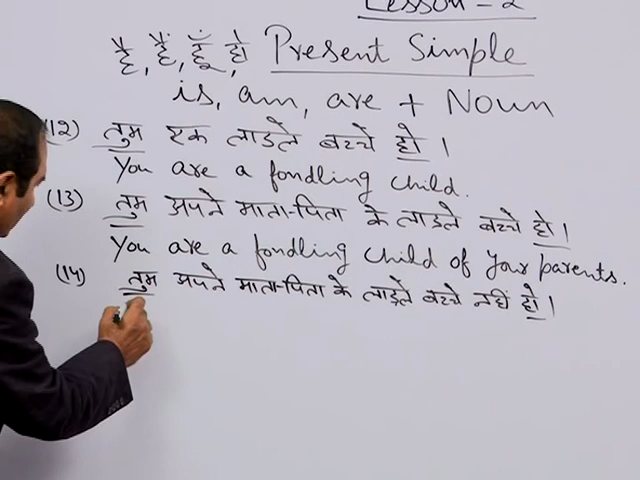 Lesson - 2
है, हैं, हूँ, हो Present Simple
is, am, are + Noun
(12) तुम एक लाडले बच्चे हो।
You are a fondling child.
(13) तुम अपने माता-पिता के लाडले बच्चे हो।
You are a fondling child of your parents.
(14) तुम अपने माता-पिता के लाड़ले बच्चे नहीं हो।